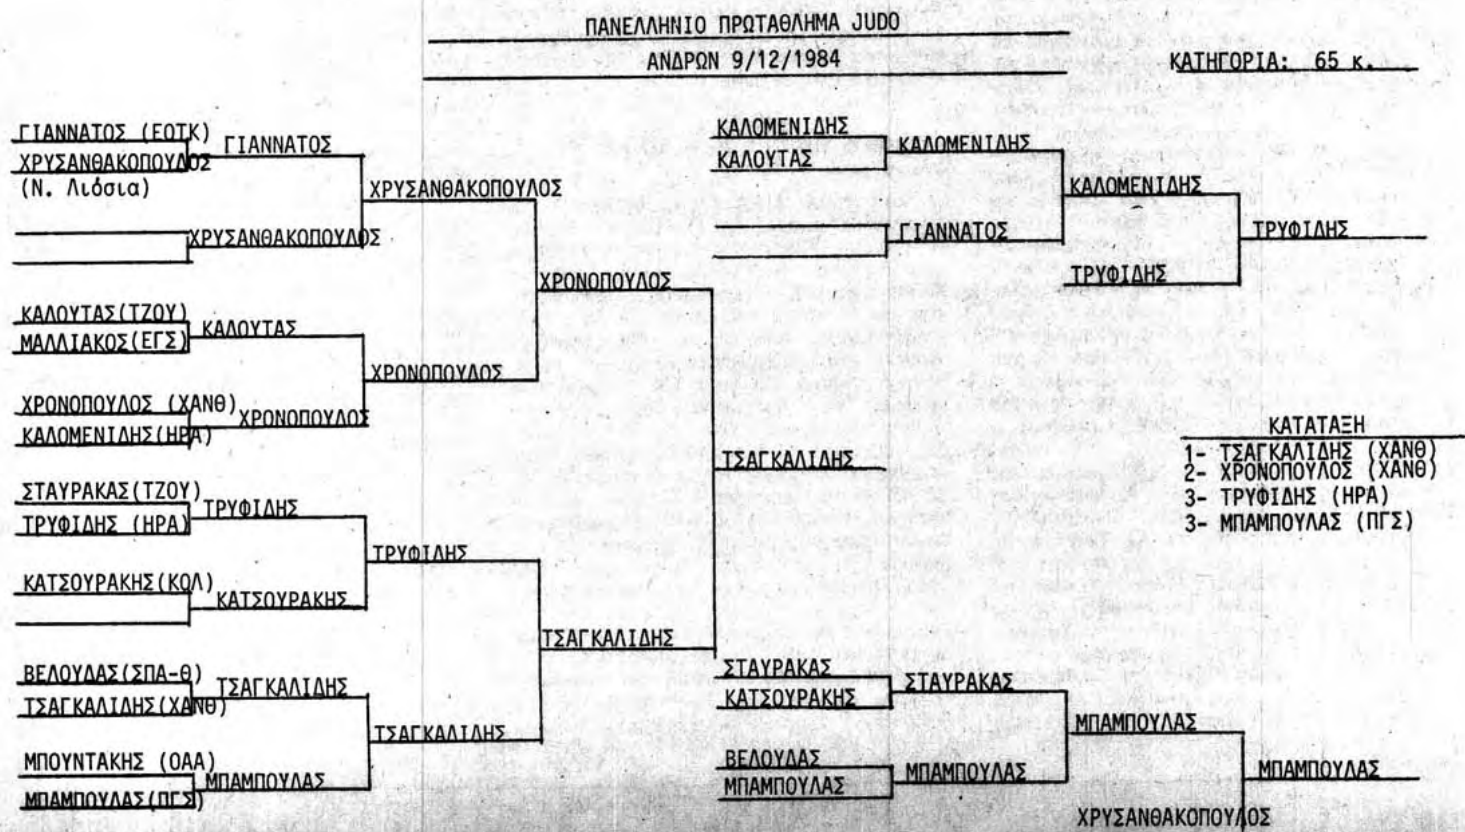 ΠΑΝΕΛΛΗΝΙΟ ΠΡΩΤΑΘΛΗΜΑ JUDO
ΑΝΔΡΩΝ 9/12/1984
ΚΑΤΗΓΟΡΙΑ: 65 κ.
ΓΙΑΝΝΑΤΟΣ (ΕΟΤΚ)
ΧΡΥΣΑΝΘΑΚΟΠΟΥΛΟΣ
(Ν. Λιόσια)
ΚΑΛΟΥΤΑΣ(ΤΖΟΥ)
ΜΑΛΛΙΑΚΟΣ(ΕΓΣ)
ΧΡΟΝΟΠΟΥΛΟΣ (ΧΑΝΘ)
ΚΑΛΟΜΕΝΙΔΗΣ(ΗΡΑ)
ΣΤΑΥΡΑΚΑΣ(ΤΖΟΥ)
ΤΡΥΦΙΔΗΣ (ΗΡΑ)
ΚΑΤΣΟΥΡΑΚΗΣ(ΚΟΛ)
ΒΕΛΟΥΔΑΣ(ΣΠΑ-Θ)
ΤΣΑΓΚΑΛΙΔΗΣ(ΧΑΝΘ)
ΜΠΟΥΝΤΑΚΗΣ (ΟΑΑ)
ΜΠΑΜΠΟΥΛΑΣ(ΠΓΣ)
ΓΙΑΝΝΑΤΟΣ
ΧΡΥΣΑΝΘΑΚΟΠΟΥΛΟΣ
ΚΑΛΟΥΤΑΣ
ΧΡΟΝΟΠΟΥΛΟΣ
ΤΡΥΦΙΔΗΣ
ΚΑΤΣΟΥΡΑΚΗΣ
ΤΣΑΓΚΑΛΙΔΗΣ
ΜΠΑΜΠΟΥΛΑΣ
ΧΡΥΣΑΝΘΑΚΟΠΟΥΛΟΣ
ΧΡΟΝΟΠΟΥΛΟΣ
ΤΡΥΦΙΔΗΣ
ΤΣΑΓΚΑΛΙΔΗΣ
ΧΡΟΝΟΠΟΥΛΟΣ
ΤΣΑΓΚΑΛΙΔΗΣ
ΤΣΑΓΚΑΛΙΔΗΣ
ΚΑΛΟΜΕΝΙΔΗΣ
ΚΑΛΟΥΤΑΣ
ΚΑΛΟΜΕΝΙΔΗΣ
ΓΙΑΝΝΑΤΟΣ
ΚΑΛΟΜΕΝΙΔΗΣ
ΤΡΥΦΙΔΗΣ
ΤΡΥΦΙΔΗΣ
ΚΑΤΑΤΑΞΗ
1- ΤΣΑΓΚΑΛΙΔΗΣ (ΧΑΝΘ)
2- ΧΡΟΝΟΠΟΥΛΟΣ (ΧΑΝΘ)
3- ΤΡΥΦΙΔΗΣ (ΗΡΑ)
3- ΜΠΑΜΠΟΥΛΑΣ (ΠΓΣ)
ΣΤΑΥΡΑΚΑΣ
ΚΑΤΣΟΥΡΑΚΗΣ
ΒΕΛΟΥΔΑΣ
ΜΠΑΜΠΟΥΛΑΣ
ΣΤΑΥΡΑΚΑΣ
ΜΠΑΜΠΟΥΛΑΣ
ΜΠΑΜΠΟΥΛΑΣ
ΧΡΥΣΑΝΘΑΚΟΠΟΥΛΟΣ
ΜΠΑΜΠΟΥΛΑΣ